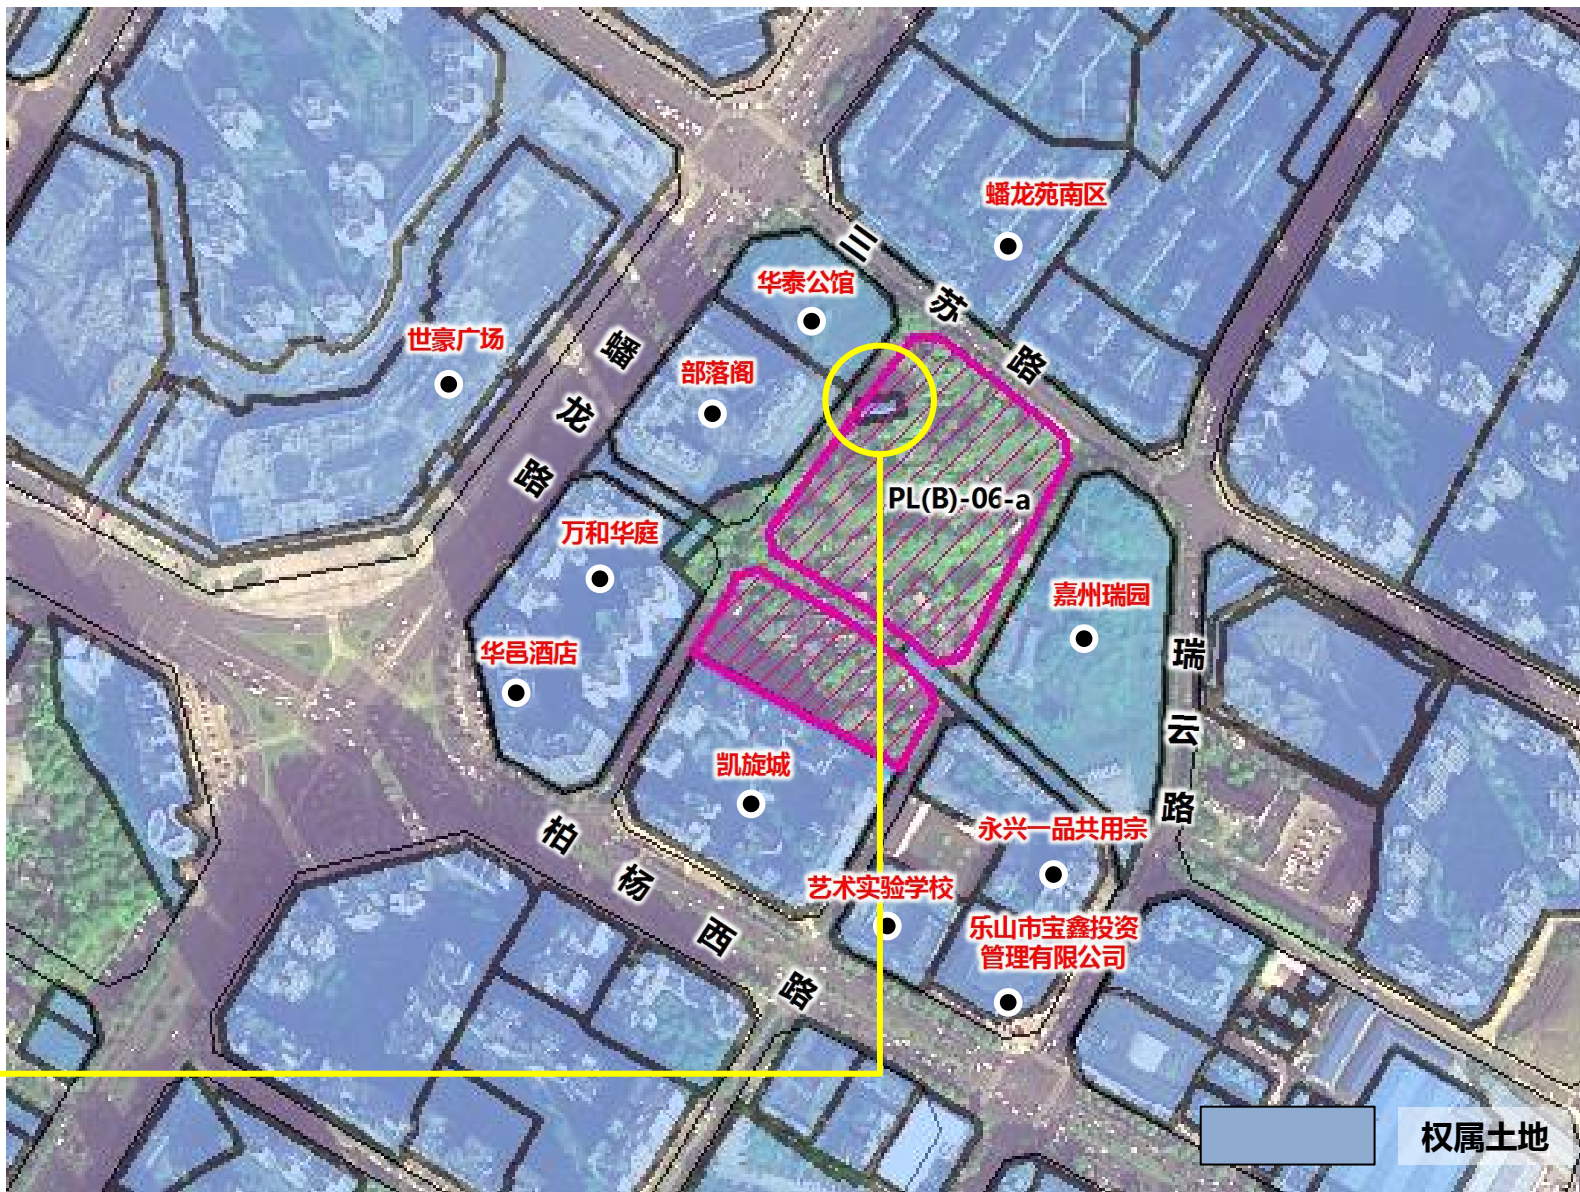 蟠龙苑南区
三苏路
华泰公馆
世豪广场
蟠龙路
部落阁
PL(B)-06-a
万和华庭
嘉州瑞园
华邑酒店
瑞云路
凯旋城
永兴一品共用宗
柏杨西路
艺术实验学校
乐山市宝鑫投资
管理有限公司
权属土地